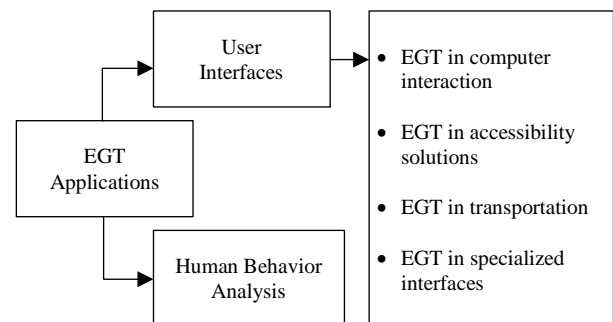 EGT
Applications
User
Interfaces
Human Behavior
Analysis
• EGT in computer
interaction
• EGT in accessibility
solutions
• EGT in transportation
• EGT in specialized
interfaces